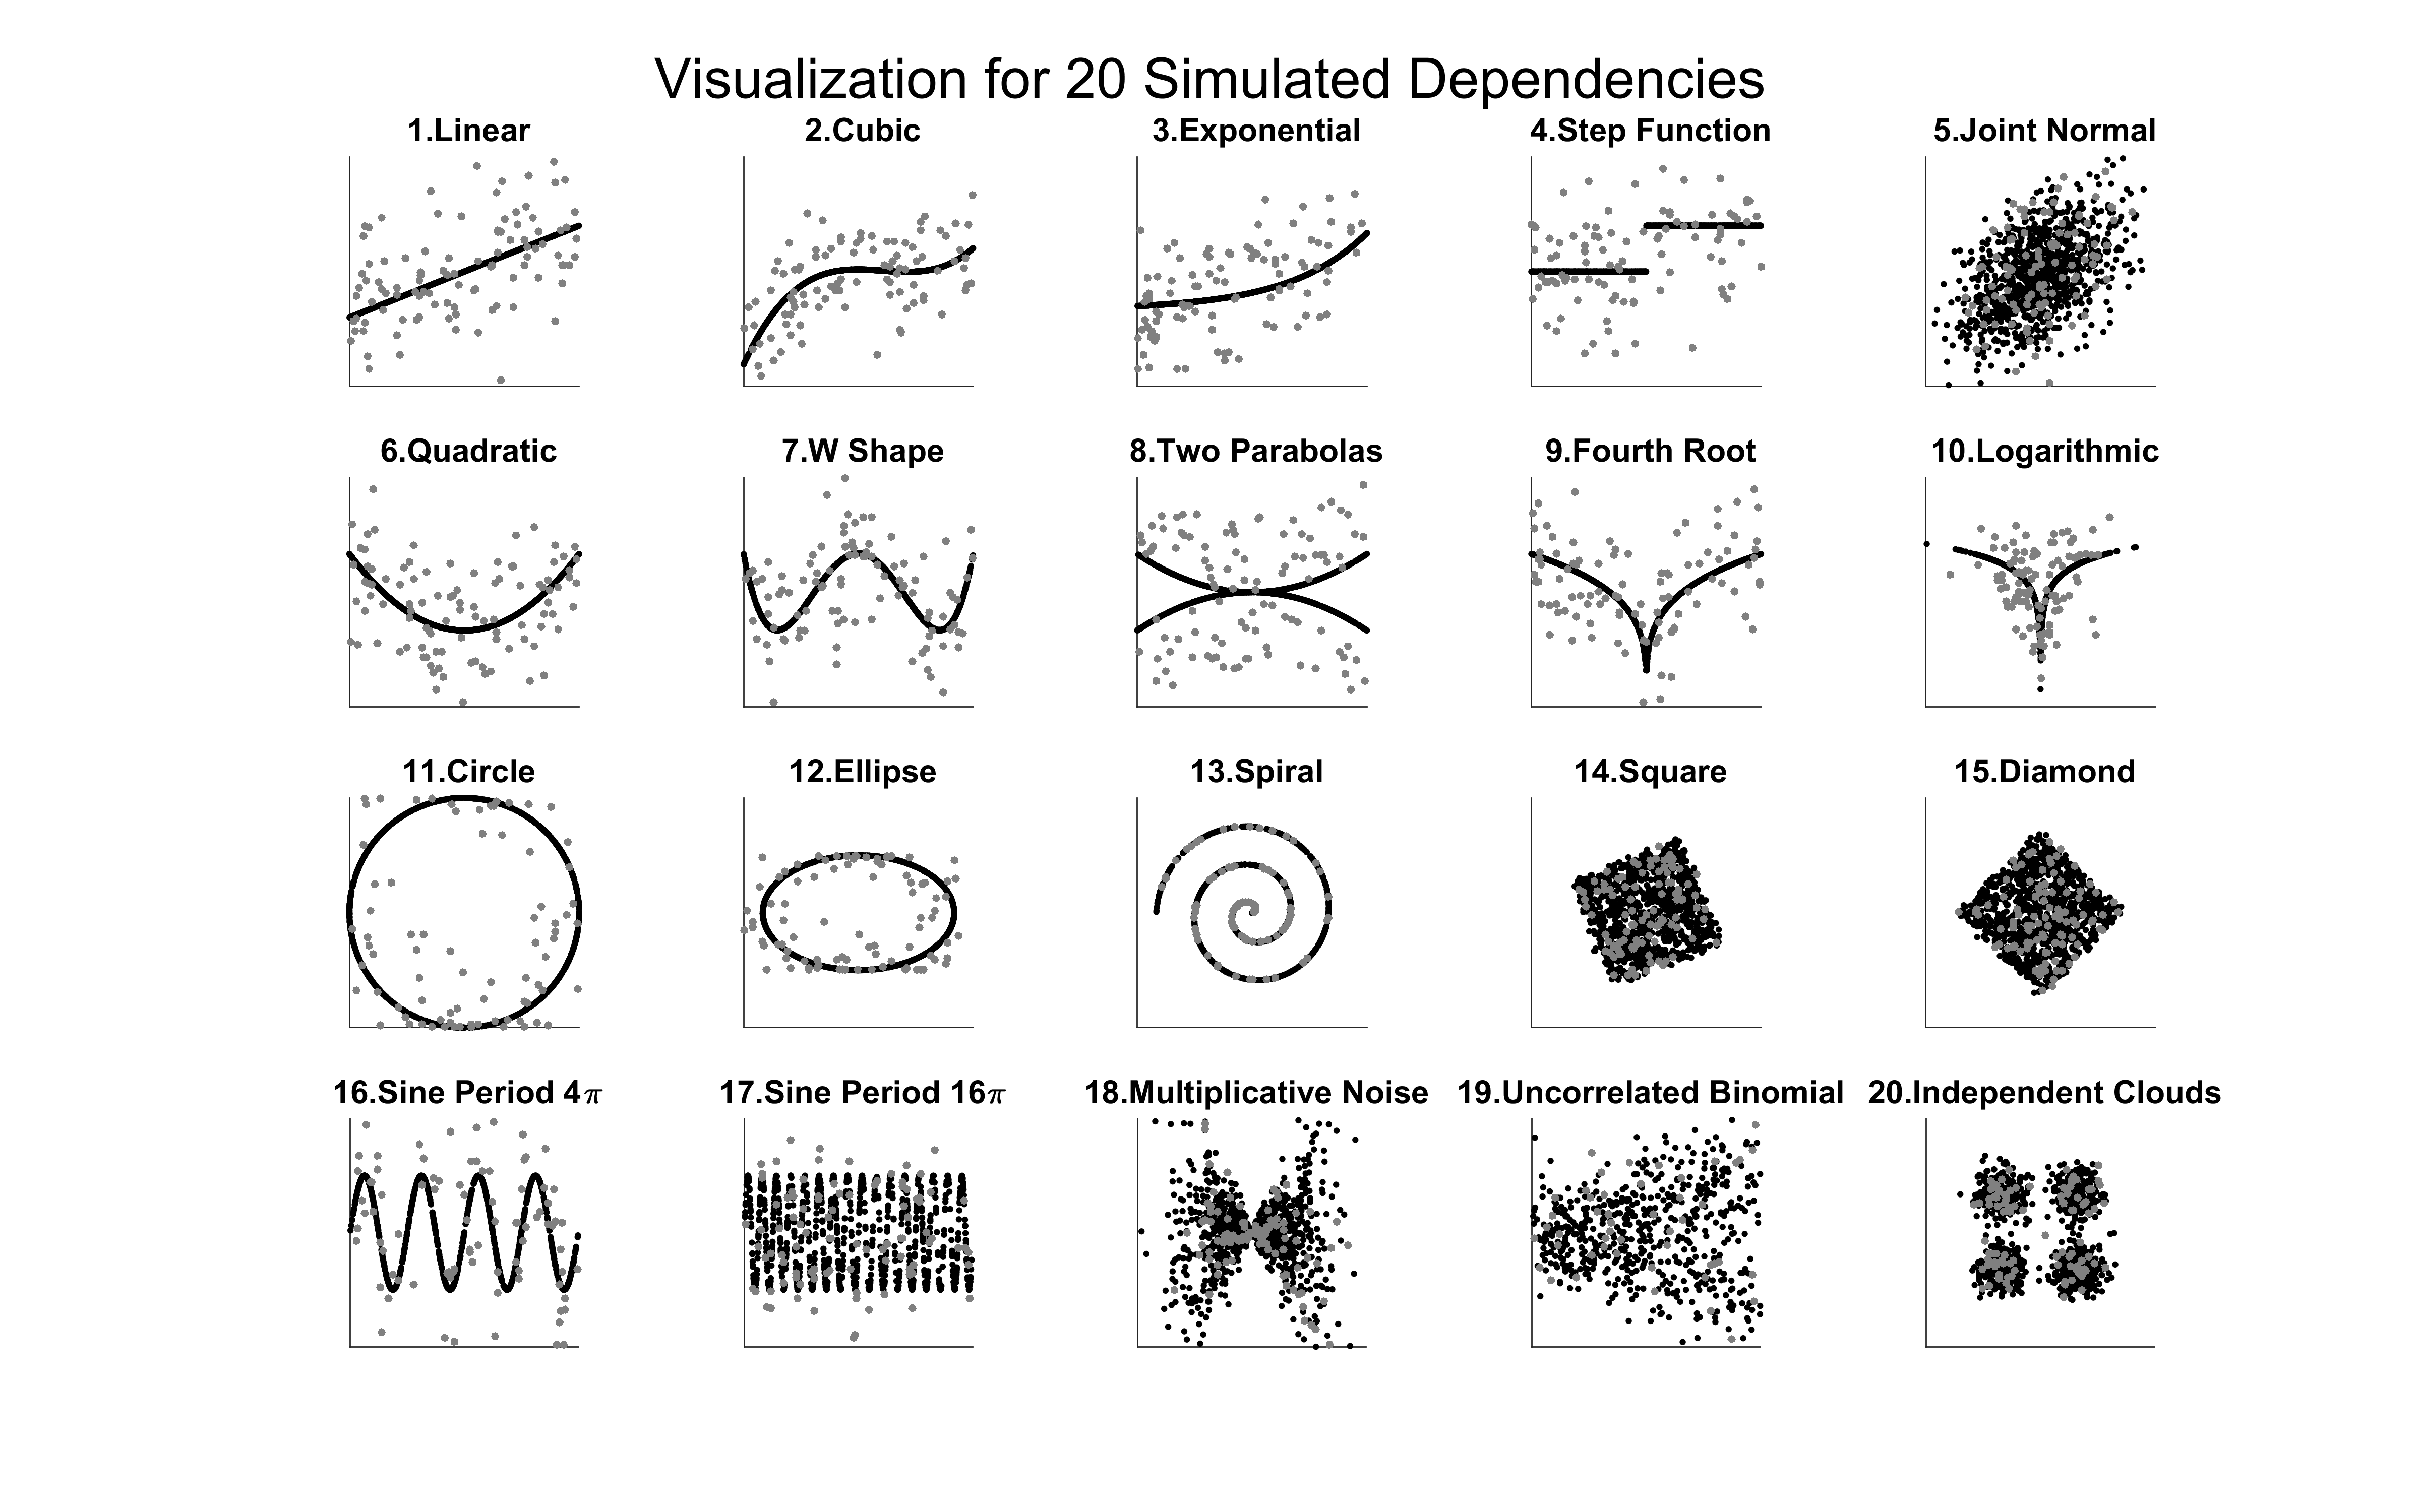 Visualization for 20 Simulated Dependencies
1.Linear
2.Cubic
3.Exponential
4.Step Function
5.Joint Normal
6.Quadratic
7.W Shape
8.Two Parabolas
9.Fourth Root
10.Logarithmic
11.Circle
12.Ellipse
13.Spiral
14.Square
15.Diamond
16.Sine Period 4π
17.Sine Period 16π
18.Multiplicative Noise
19.Uncorrelated Binomial
20.Independent Clouds